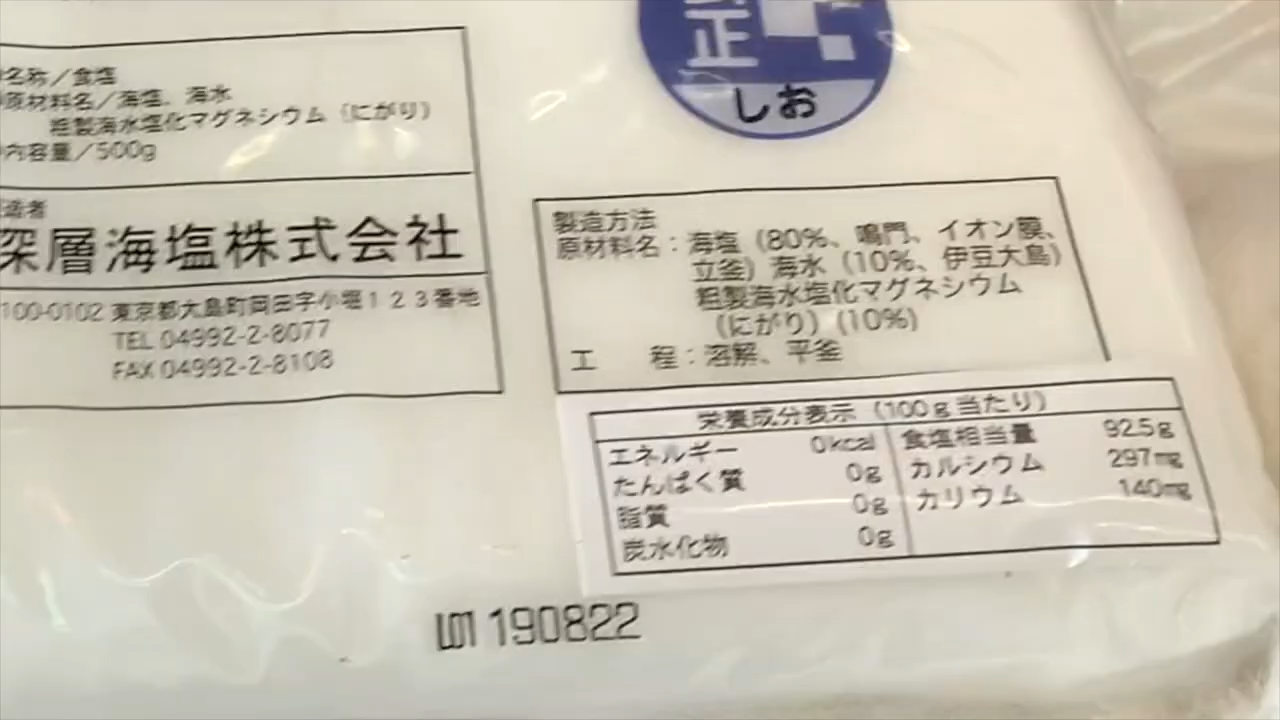 名称／食塩
原材料名／海塩、海水
粗製海水塩化マグネシウム（にがり）
内容量／500g
造者
深層海塩株式会社
100-0102 東京都大島町岡田字小堀１２３番地
TEL 04992-2-8077
FAX 04992-2-8108
正
しお
製造方法
原材料名：海塩（80%、鳴門、イオン膜、
立釜）海水（10%、伊豆大島）
粗製海水塩化マグネシウム
（にがり）（10%）
工　程：溶解、平釜
栄養成分表示（100g当たり）
エネルギー 0kcal
たんぱく質 0g
脂質 0g
炭水化物 0g
食塩相当量 92.5g
カルシウム 297mg
カリウム 140mg
LOT 190822